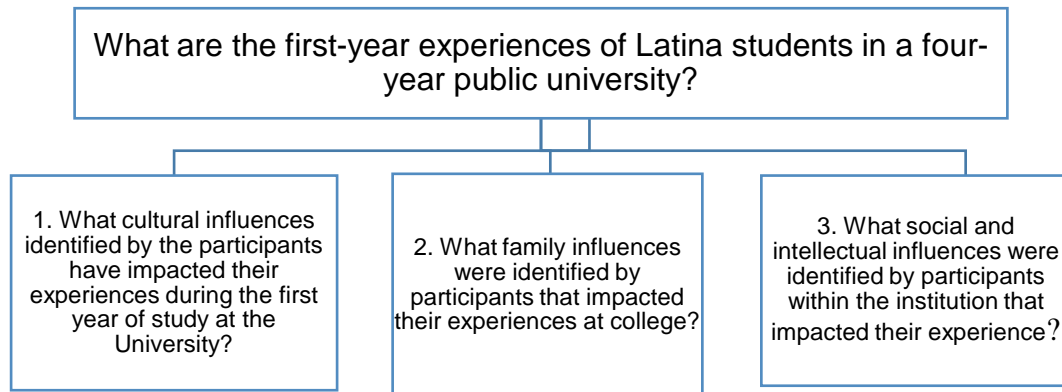 What are the first-year experiences of Latina students in a four-
year public university?
1. What cultural influences
identified by the participants
have impacted their
experiences during the first
year of study at the
University?
2. What family influences
were identified by
participants that impacted
their experiences at college?
3. What social and
intellectual influences were
identified by participants
within the institution that
impacted their experience?